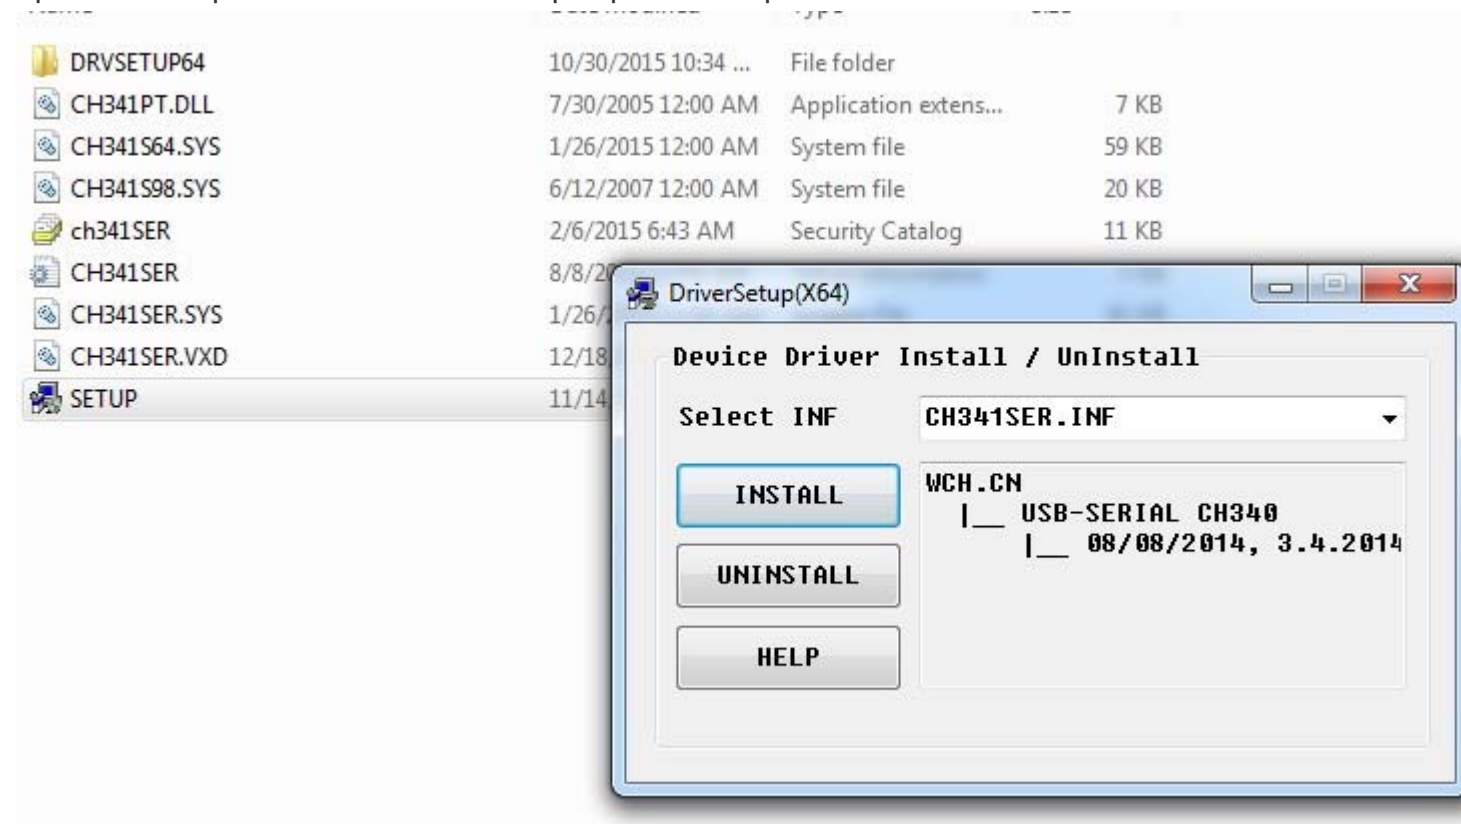 DRVSETUP64 10/30/2015 10:34 ... File folder
CH341PT.DLL 7/30/2005 12:00 AM Application extens... 7 KB
CH341S64.SYS 1/26/2015 12:00 AM System file 59 KB
CH341S98.SYS 6/12/2007 12:00 AM System file 20 KB
ch341SER 2/6/2015 6:43 AM Security Catalog 11 KB
CH341SER 8/8/20
CH341SER.SYS 1/26/
CH341SER.VXD 12/18
SETUP 11/14
DriverSetup(X64)
Device Driver Install / UnInstall
Select INF CH341SER.INF
INSTALL
UNINSTALL
HELP
WCH.CN
|__ USB-SERIAL CH340
|__ 08/08/2014, 3.4.2014